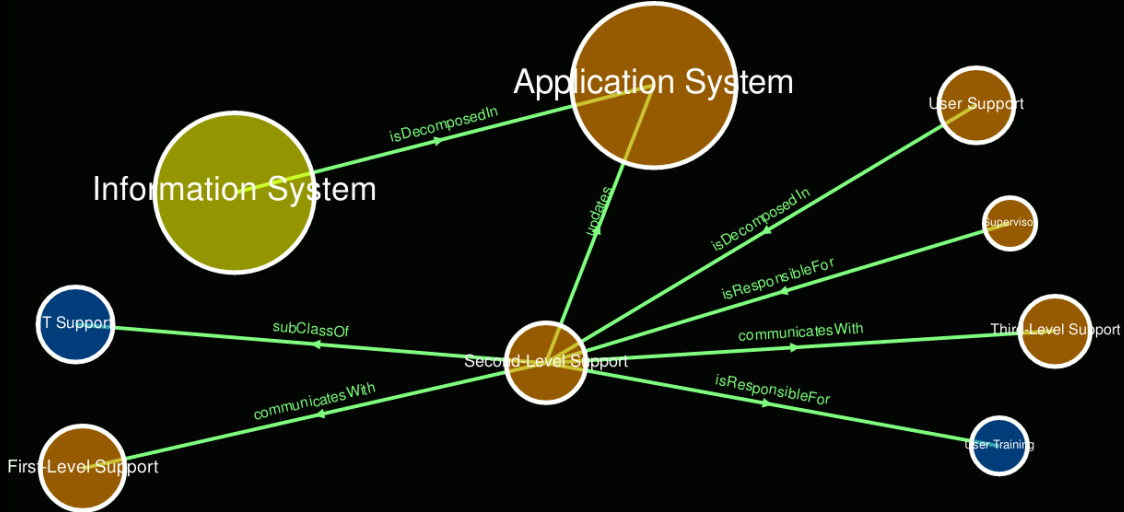 Application System
User Support
isDecomposedIn
Information System
updates
isDecomposedIn
Supervisor
isResponsibleFor
T Support
subClassOf
communicatesWith
Third-Level Support
Second-Level Support
isResponsibleFor
communicatesWith
User Training
First-Level Support